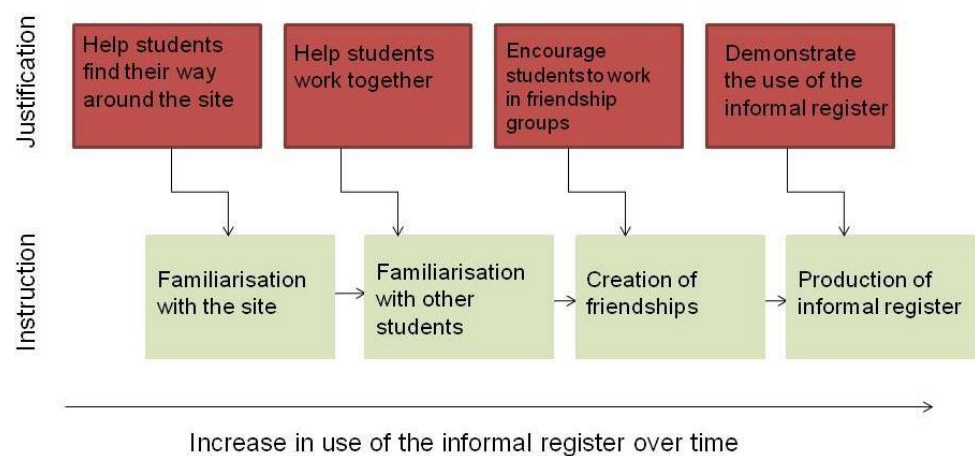 Justification
Help students
find their way
around the site
Help students
work together
Encourage
students to work
in friendship
groups
Demonstrate
the use of the
informal register
Instruction
Familiarisation
with the site
Familiarisation
with other
students
Creation of
friendships
Production of
informal register
Increase in use of the informal register over time